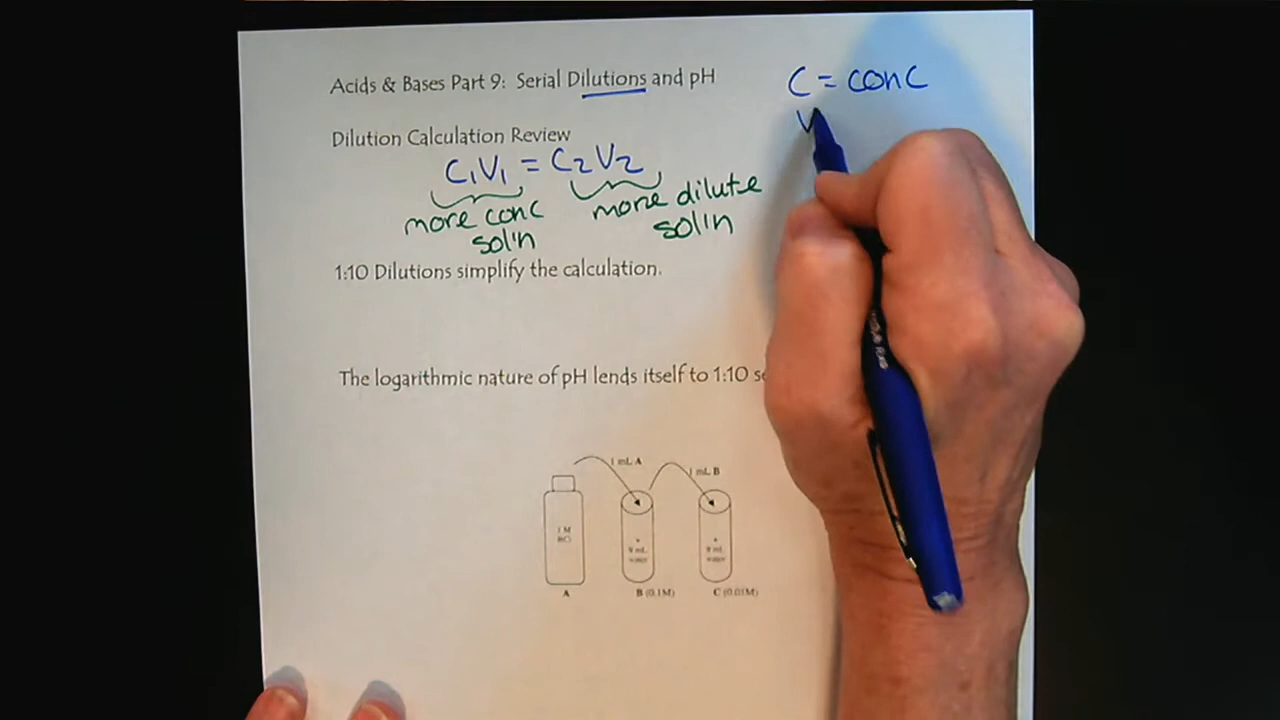 Acids & Bases Part 9: Serial Dilutions and pH
C = conc
V
Dilution Calculation Review
C₁V₁ = C₂V₂
more conc sol'n
more dilute sol'n
1:10 Dilutions simplify the calculation.
The logarithmic nature of pH lends itself to 1:10 se
1 mL A
1 mL B
1 M
HCl
+
9 mL
water
+
9 mL
water
A
B (0.1M)
C (0.01M)